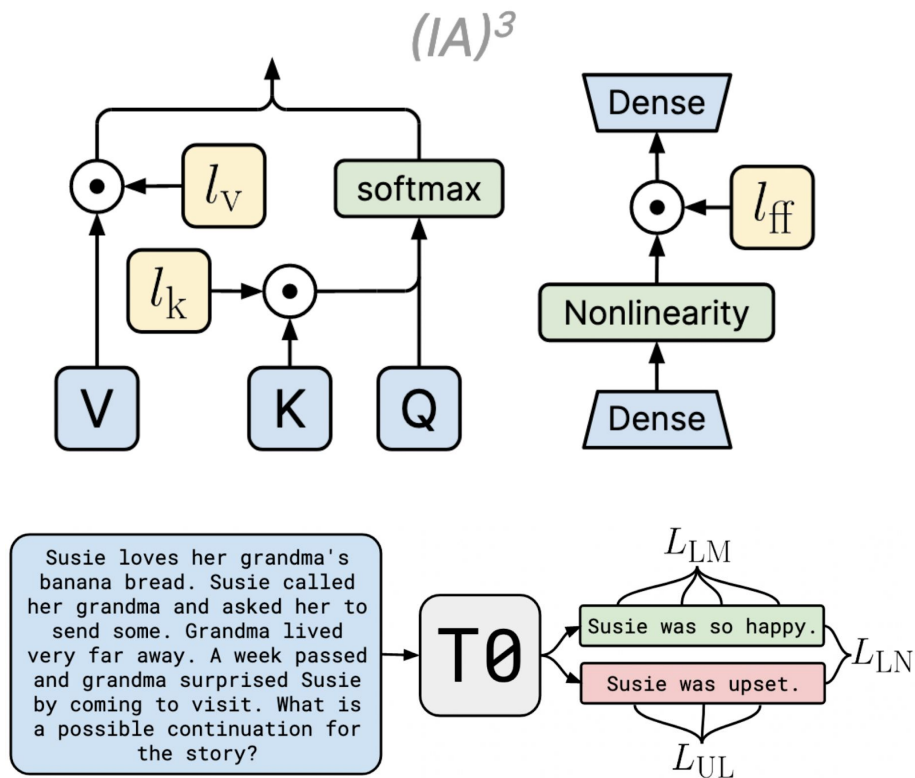 (IA)³
l_v
softmax
l_k
V
K
Q
Dense
l_ff
Nonlinearity
Dense
Susie loves her grandma's
banana bread. Susie called
her grandma and asked her to
send some. Grandma lived
very far away. A week passed
and grandma surprised Susie
by coming to visit. What is
a possible continuation for
the story?
T0
L_LM
Susie was so happy.
L_LN
Susie was upset.
L_UL